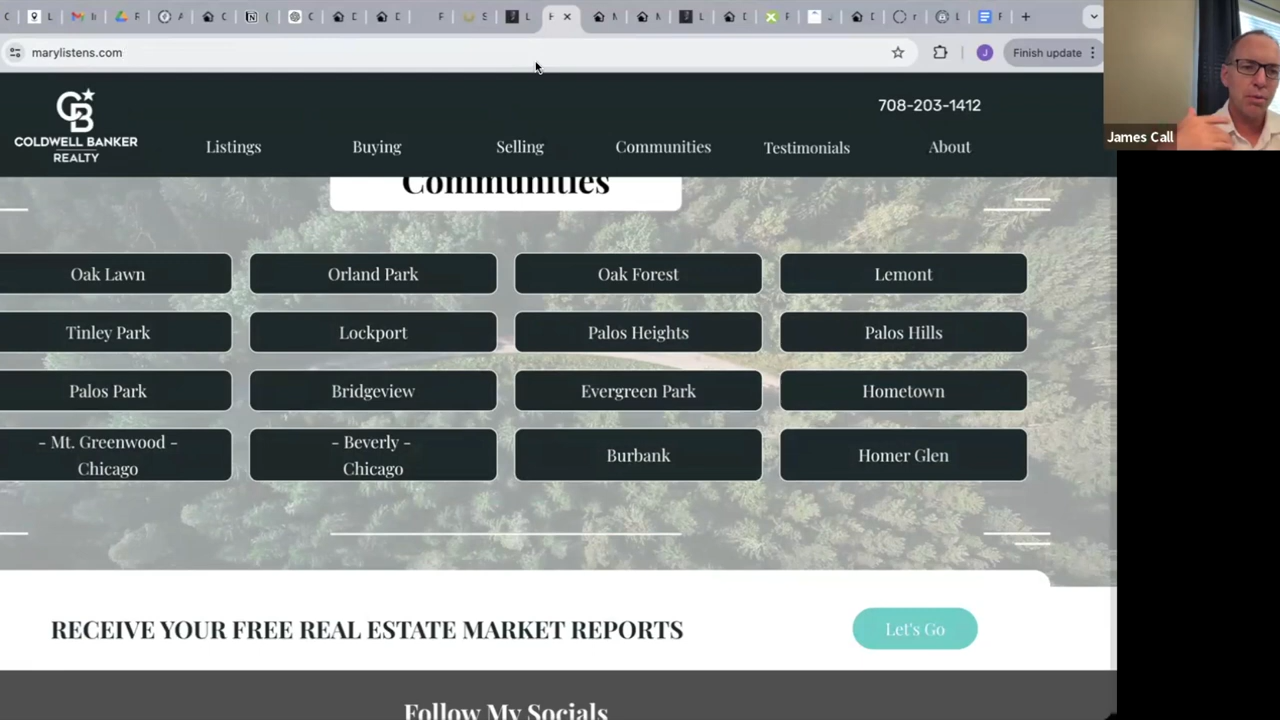 marylistens.com
Finish update
James Call
708-203-1412
COLDWELL BANKER
REALTY
Listings
Buying
Selling
Communities
Testimonials
About
Communities
Oak Lawn
Orland Park
Oak Forest
Lemont
Tinley Park
Lockport
Palos Heights
Palos Hills
Palos Park
Bridgeview
Evergreen Park
Hometown
- Mt. Greenwood -
Chicago
- Beverly -
Chicago
Burbank
Homer Glen
RECEIVE YOUR FREE REAL ESTATE MARKET REPORTS
Let's Go
Follow My Socials